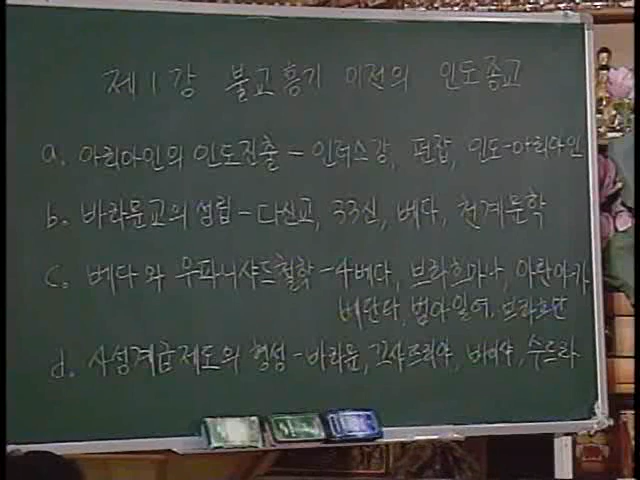 제1강 불교흥기 이전의 인도종교
a. 아리아인의 인도진출 - 인더스강, 펀잡, 인도-아리아인
b. 바라문교의 성립 - 다신교, 33신, 베다, 천계문학
c. 베다와 우파니샤드철학 - 4베다, 브라흐마나, 아란야카
베단타, 범아일여, 브라흐만
d. 사성계급제도의 형성 - 바라문, 끄샤트리야, 바이샤, 수드라